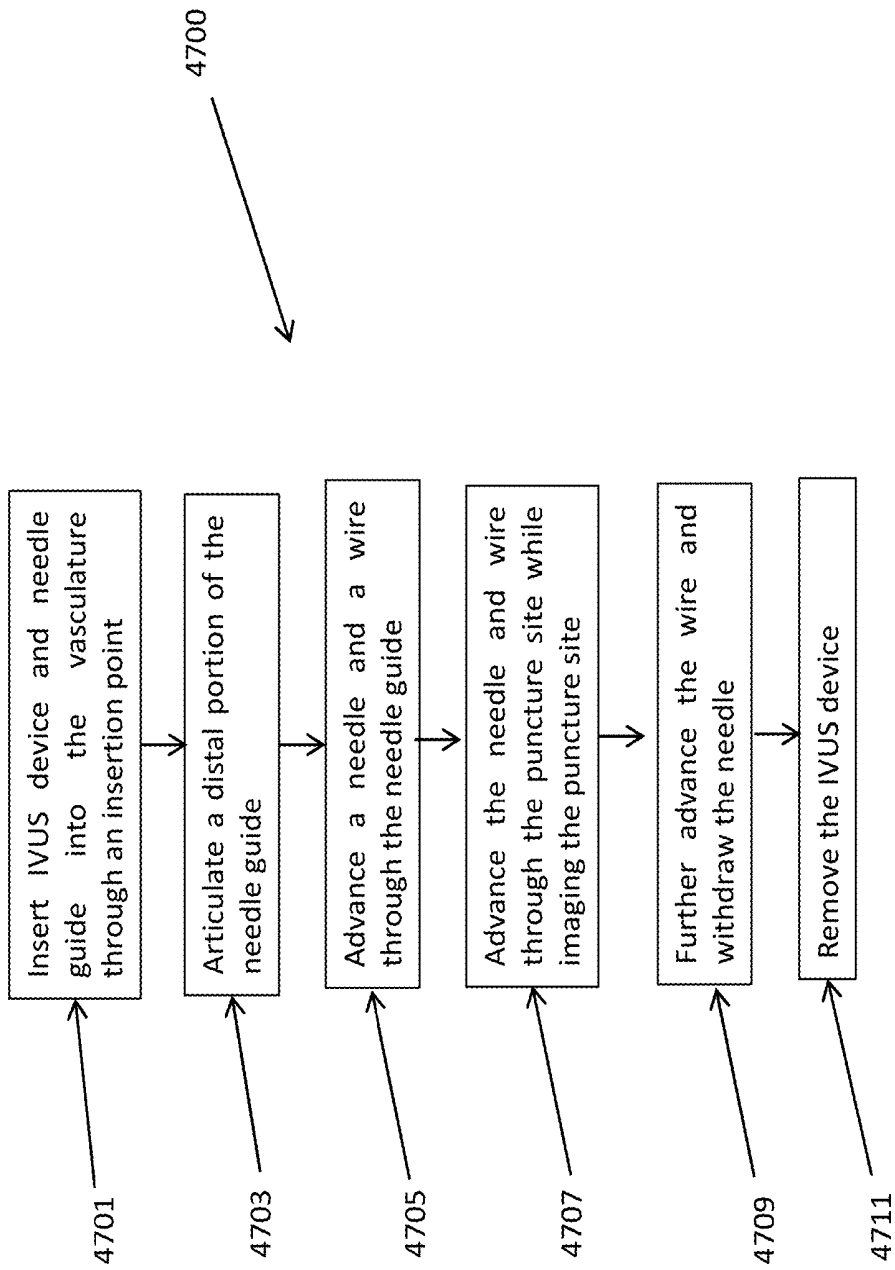 4700
4701
Insert IVUS device and needle
guide into the vasculature
through an insertion point
4703
Articulate a distal portion of the
needle guide
4705
Advance a needle and a wire
through the needle guide
4707
Advance the needle and wire
through the puncture site while
imaging the puncture site
4709
Further advance the wire and
withdraw the needle
4711
Remove the IVUS device